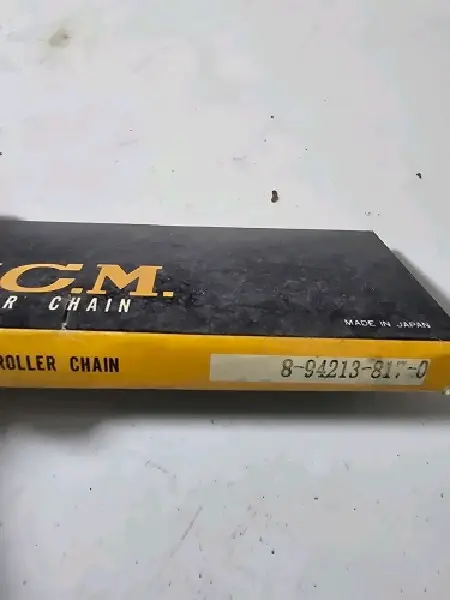 .C.M.
R CHAIN
MADE IN JAPAN
ROLLER CHAIN
8-94213-817-0